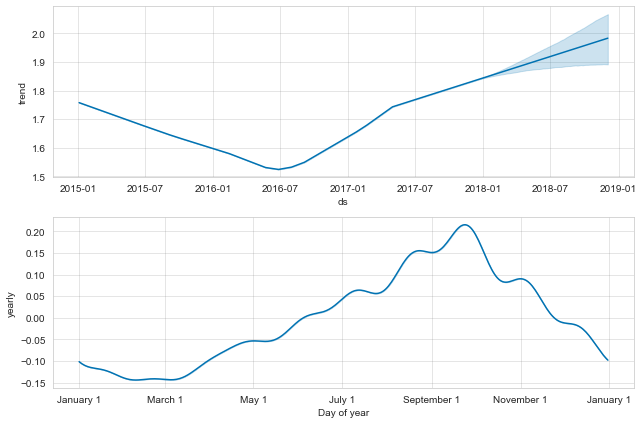 2.0
1.9
1.8
1.7
1.6
1.5
trend
2015-01 2015-07 2016-01 2016-07 2017-01 2017-07 2018-01 2018-07 2019-01
ds
0.20
0.15
0.10
0.05
0.00
−0.05
−0.10
−0.15
yearly
January 1 March 1 May 1 July 1 September 1 November 1 January 1
Day of year